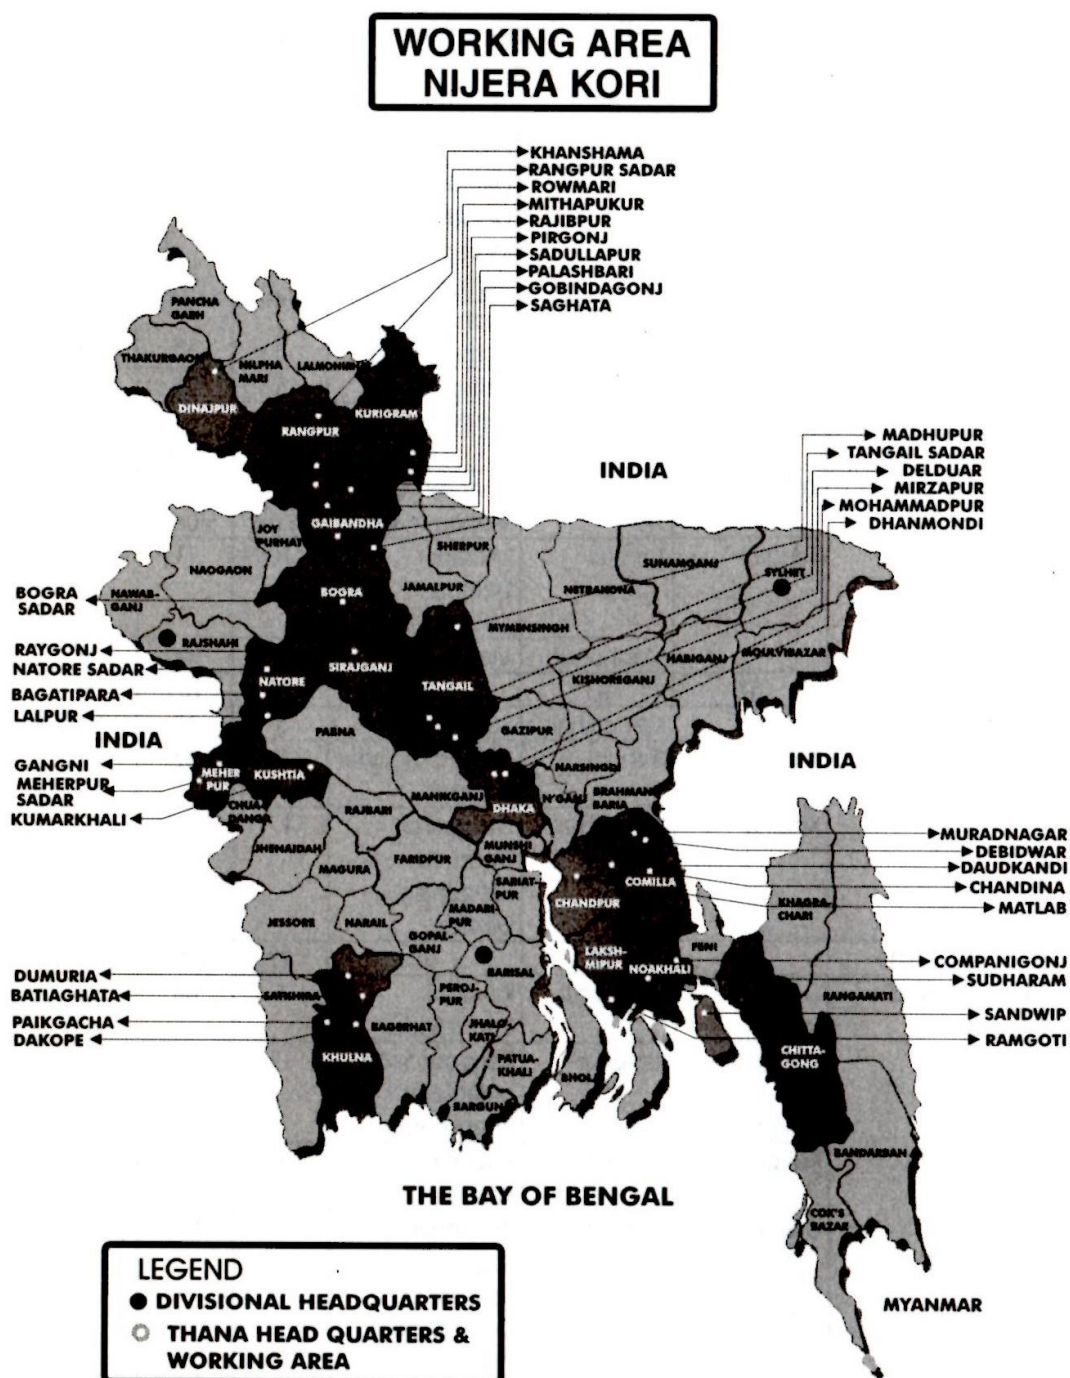 WORKING AREA
NIJERA KORI
KHANSHAMA
RANGPUR SADAR
ROWMARI
MITHAPUKUR
RAJIBPUR
PIRGONJ
SADULLAPUR
PALASHBARI
GOBINDAGONJ
SAGHATA
PANCHA
GARH
THAKURGAON
NILPHA
MARI
DINAJPUR
KURIGRAM
RANGPUR
INDIA
MADHUPUR
TANGAIL SADAR
DELDUAR
MIRZAPUR
MOHAMMADPUR
DHANMONDI
GAIBANDHA
JOY
PURHAT
SHERPUR
NAOGAON
JAMALPUR
SUNAMGANJ
SYLHET
NETRAKONA
BOGRA
SADAR
NAWAB-
GANJ
BOGRA
MYMENSINGH
RAJSHAHI
HABIGANJ
MOULVIBAZAR
RAYGONJ
NATORE SADAR
BAGATIPARA
LALPUR
SIRAJGANJ
NATORE
TANGAIL
KISHOREGANJ
PABNA
GAZIPUR
INDIA
NARSINGDI
INDIA
GANGNI
MEHERPUR
SADAR
KUMARKHALI
MEHER
PUR
KUSHTIA
CHUA-
DANGA
RAJBARI
MANIKGANJ
DHAKA
N'GANJ
BRAHMAN
BARIA
JHENAIDAH
MAGURA
FARIDPUR
MUNSHI
GANJ
MURADNAGAR
DEBIDWAR
DAUDKANDI
CHANDINA
MATLAB
SARIAT-
PUR
CHANDPUR
COMILLA
KHAGRA-
CHARI
JESSORE
NARAIL
MADARI-
PUR
GOPAL-
GANJ
BARISAL
LAKSH-
MIPUR
NOAKHALI
FENI
COMPANIGONJ
SUDHARAM
SANDWIP
RAMGOTI
DUMURIA
BATIAGHATA
PAIKGACHA
DAKOPE
SATKHIRA
BAGERHAT
PEROJ-
PUR
JHALO-
KATI
KHULNA
PATUA-
KHALI
BHOLA
RANGAMATI
CHITTA-
GONG
BANDARBAN
COX'S
BAZAR
THE BAY OF BENGAL
MYANMAR
LEGEND
DIVISIONAL HEADQUARTERS
THANA HEAD QUARTERS &
WORKING AREA